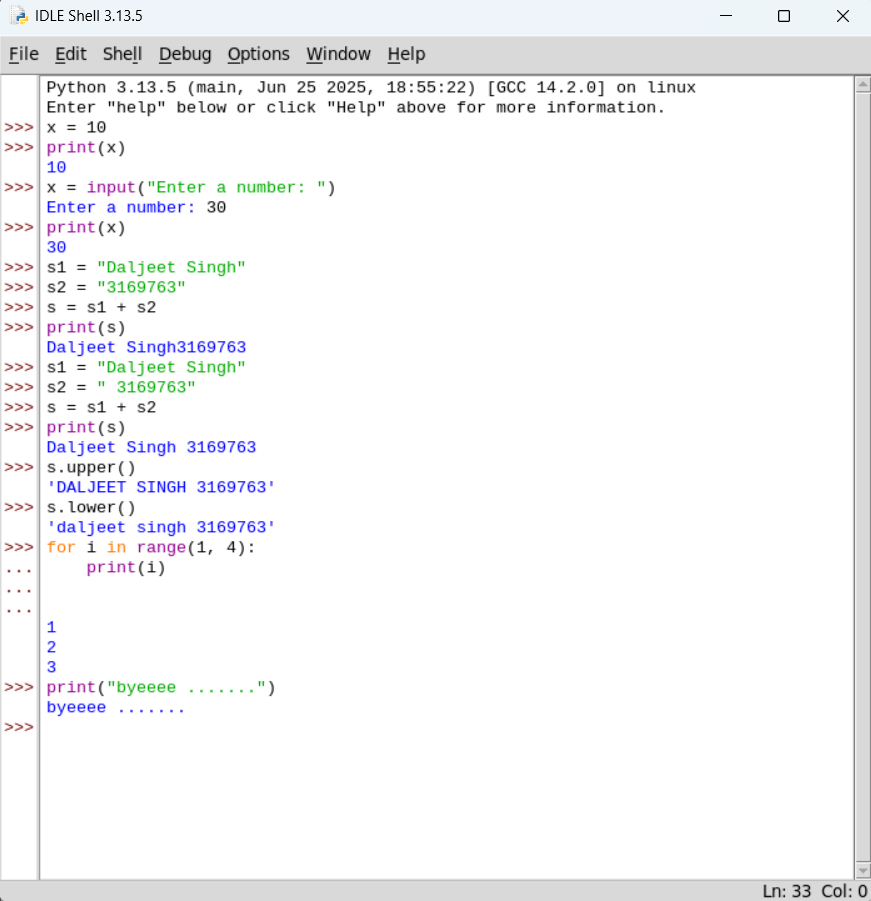 IDLE Shell 3.13.5
File Edit Shell Debug Options Window Help
Python 3.13.5 (main, Jun 25 2025, 18:55:22) [GCC 14.2.0] on linux
Enter "help" below or click "Help" above for more information.
>>> x = 10
>>> print(x)
10
>>> x = input("Enter a number: ")
Enter a number: 30
>>> print(x)
30
>>> s1 = "Daljeet Singh"
>>> s2 = "3169763"
>>> s = s1 + s2
>>> print(s)
Daljeet Singh3169763
>>> s1 = "Daljeet Singh"
>>> s2 = " 3169763"
>>> s = s1 + s2
>>> print(s)
Daljeet Singh 3169763
>>> s.upper()
'DALJEET SINGH 3169763'
>>> s.lower()
'daljeet singh 3169763'
>>> for i in range(1, 4):
...     print(i)
...
...
1
2
3
>>> print("byeeee .......")
byeeee .......
>>>
Ln: 33 Col: 0